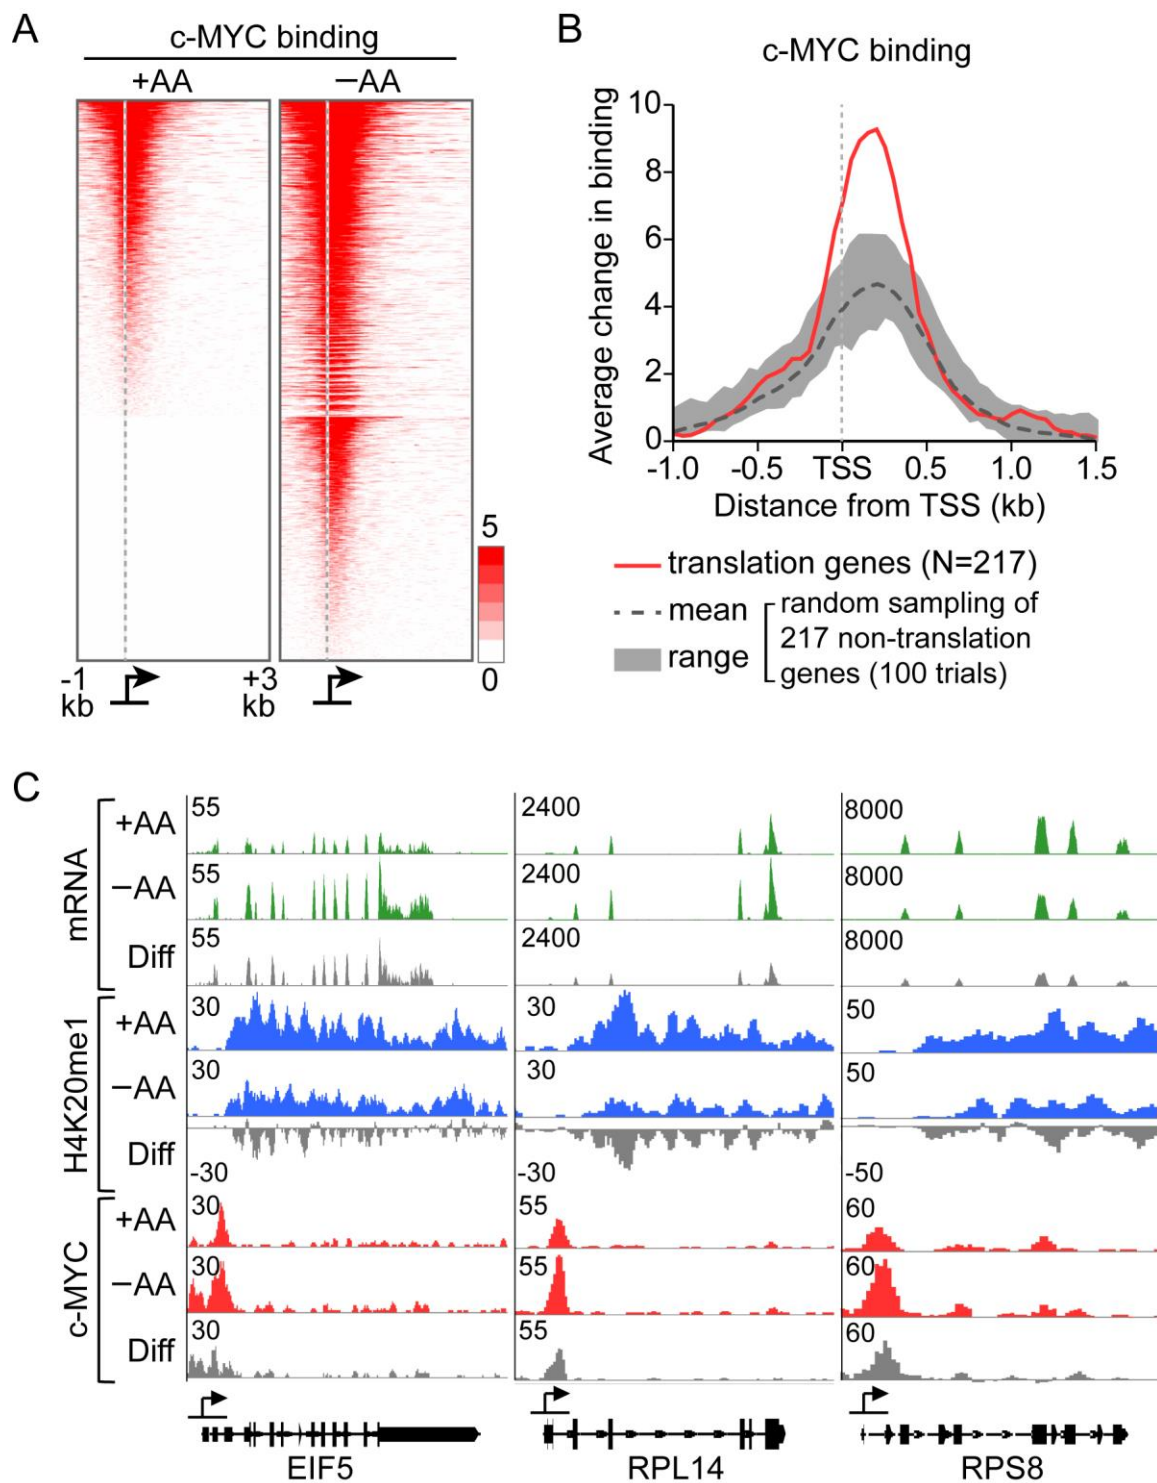 A
c-MYC binding
+AA
−AA
5
0
-1
kb
+3
kb
B
c-MYC binding
Average change in binding
10
8
6
4
2
0
-1.0
-0.5
TSS
0.5
1.0
1.5
Distance from TSS (kb)
translation genes (N=217)
mean
range
random sampling of
217 non-translation
genes (100 trials)
C
mRNA
+AA
55
2400
8000
−AA
55
2400
8000
Diff
55
2400
8000
H4K20me1
+AA
30
30
50
−AA
30
30
50
Diff
-30
-30
-50
c-MYC
+AA
30
55
60
−AA
30
55
60
Diff
30
55
60
EIF5
RPL14
RPS8